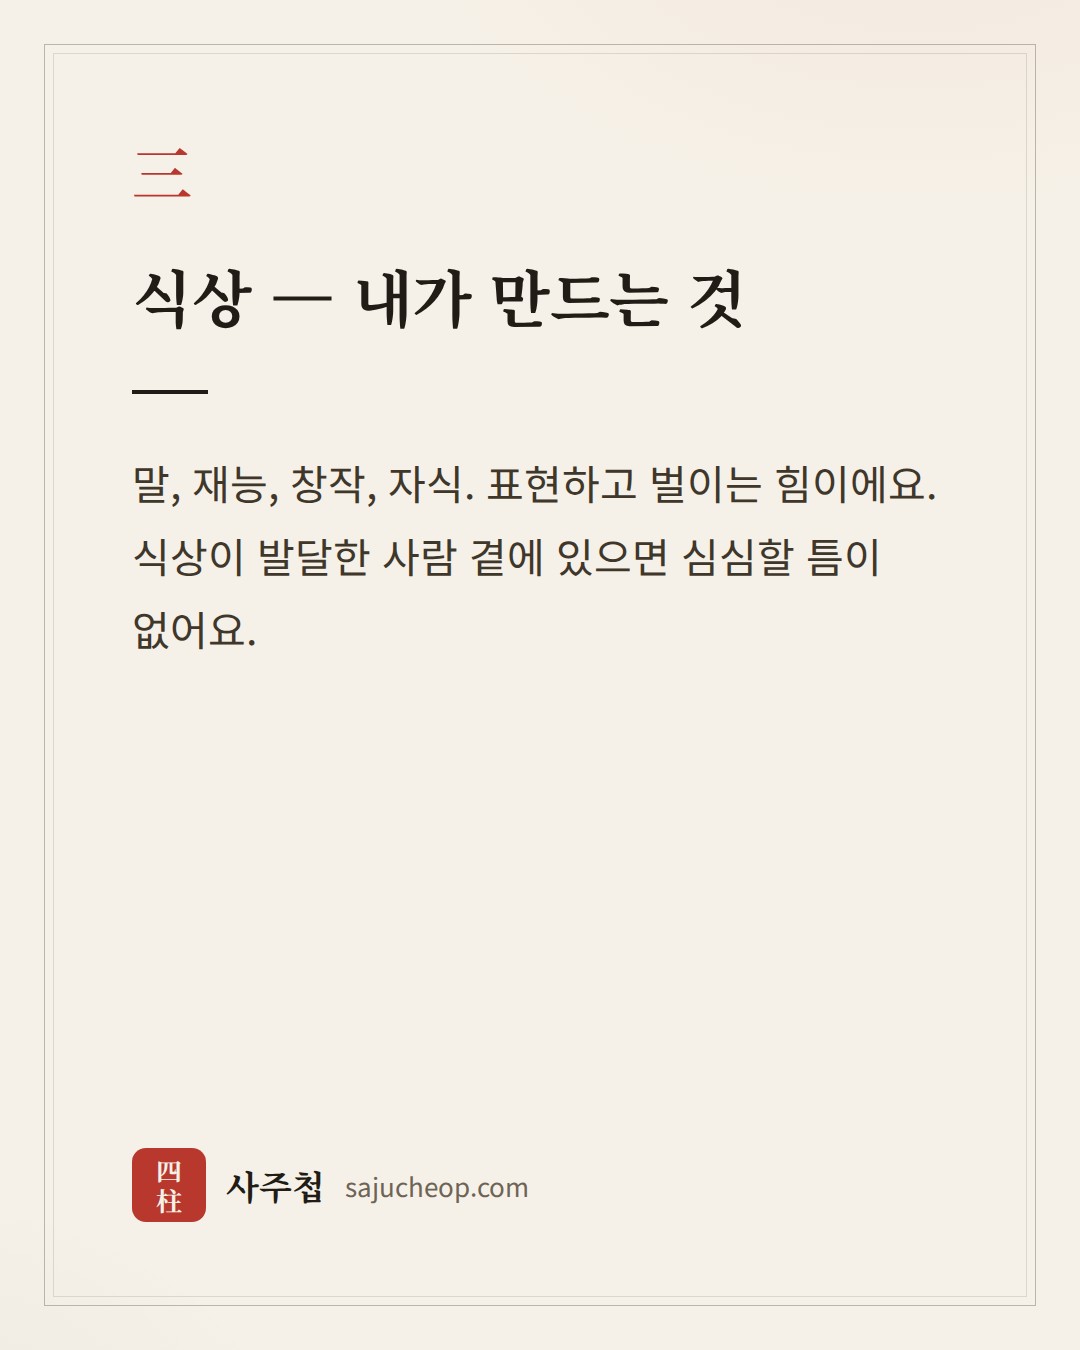 三
식상 — 내가 만드는 것
말, 재능, 창작, 자식. 표현하고 벌이는 힘이에요.
식상이 발달한 사람 곁에 있으면 심심할 틈이
없어요.
四
柱
사주첩 sajucheop.com